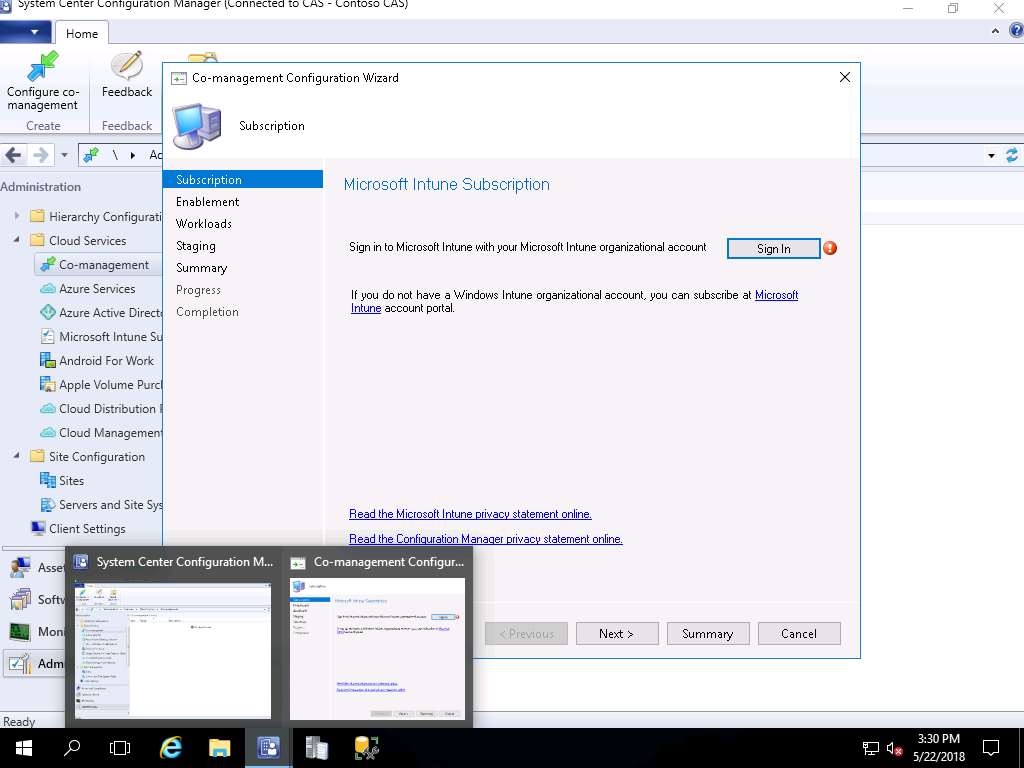 System Center Configuration Manager (Connected to CAS - Contoso CAS)
Home
Configure co-
management
Create
Feedback
Feedback
\
Co-management Configuration Wizard
Subscription
Administration
Hierarchy Configurati
Cloud Services
Co-management
Azure Services
Azure Active Directo
Microsoft Intune Su
Android For Work
Apple Volume Purcl
Cloud Distribution
Cloud Management
Site Configuration
Sites
Servers and Site Sys
Client Settings
Subscription
Enablement
Workloads
Staging
Summary
Progress
Completion
Microsoft Intune Subscription
Sign in to Microsoft Intune with your Microsoft Intune organizational account
Sign In
If you do not have a Windows Intune organizational account, you can subscribe at Microsoft
Intune account portal.
Read the Microsoft Intune privacy statement online.
Read the Configuration Manager privacy statement online.
< Previous
Next >
Summary
Cancel
Asset
Softw
Moni
Admi
System Center Configuration M...
Co-management Configur...
Ready
3:30 PM
5/22/2018